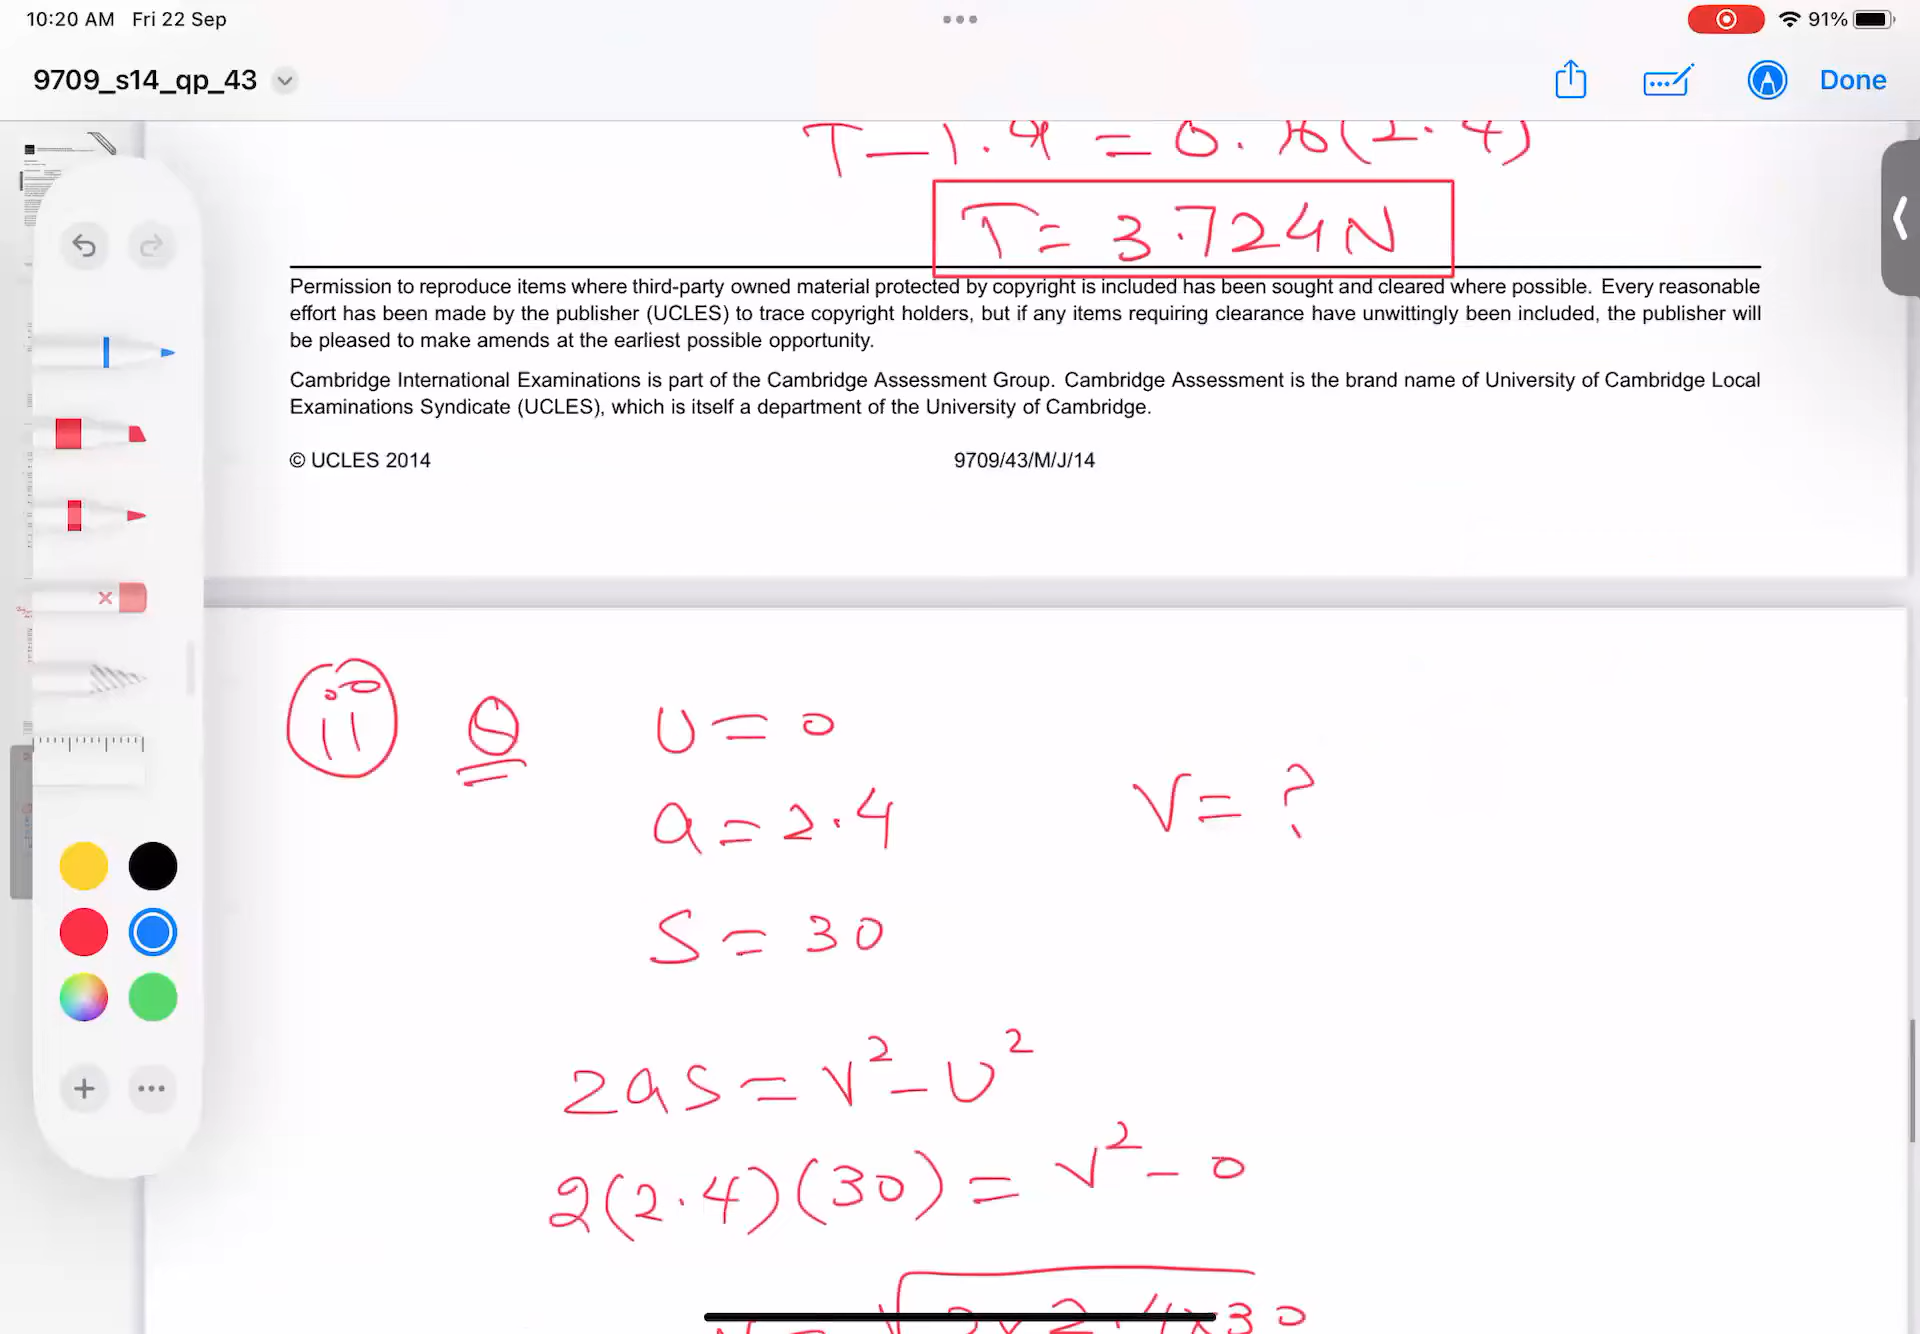 10:20 AM Fri 22 Sep
91%
9709_s14_qp_43
Done
T = 3.724 N
Permission to reproduce items where third-party owned material protected by copyright is included has been sought and cleared where possible. Every reasonable
effort has been made by the publisher (UCLES) to trace copyright holders, but if any items requiring clearance have unwittingly been included, the publisher will
be pleased to make amends at the earliest possible opportunity.
Cambridge International Examinations is part of the Cambridge Assessment Group. Cambridge Assessment is the brand name of University of Cambridge Local
Examinations Syndicate (UCLES), which is itself a department of the University of Cambridge.
© UCLES 2014
9709/43/M/J/14
ii
U = 0
a = 2.4
V = ?
S = 30
2as = v² - U²
2(2.4)(30) = v² - 0